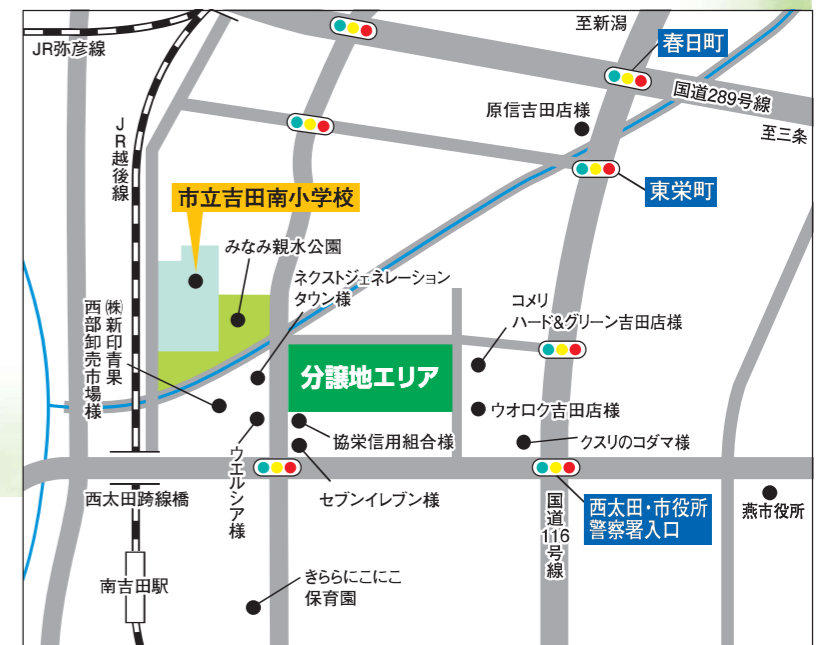 至新潟
JR弥彦線
春日町
国道289号線
原信吉田店様
至三条
JR越後線
東栄町
市立吉田南小学校
みなみ親水公園
ネクストジェネレーション
タウン様
コメリ
ハード&グリーン吉田店様
㈱新印青果
西部卸売市場様
分譲地エリア
ウオロク吉田店様
協栄信用組合様
クスリのコダマ様
ウエルシア様
セブンイレブン様
西太田跨線橋
国道116号線
西太田・市役所
警察署入口
燕市役所
南吉田駅
きららにこにこ
保育園